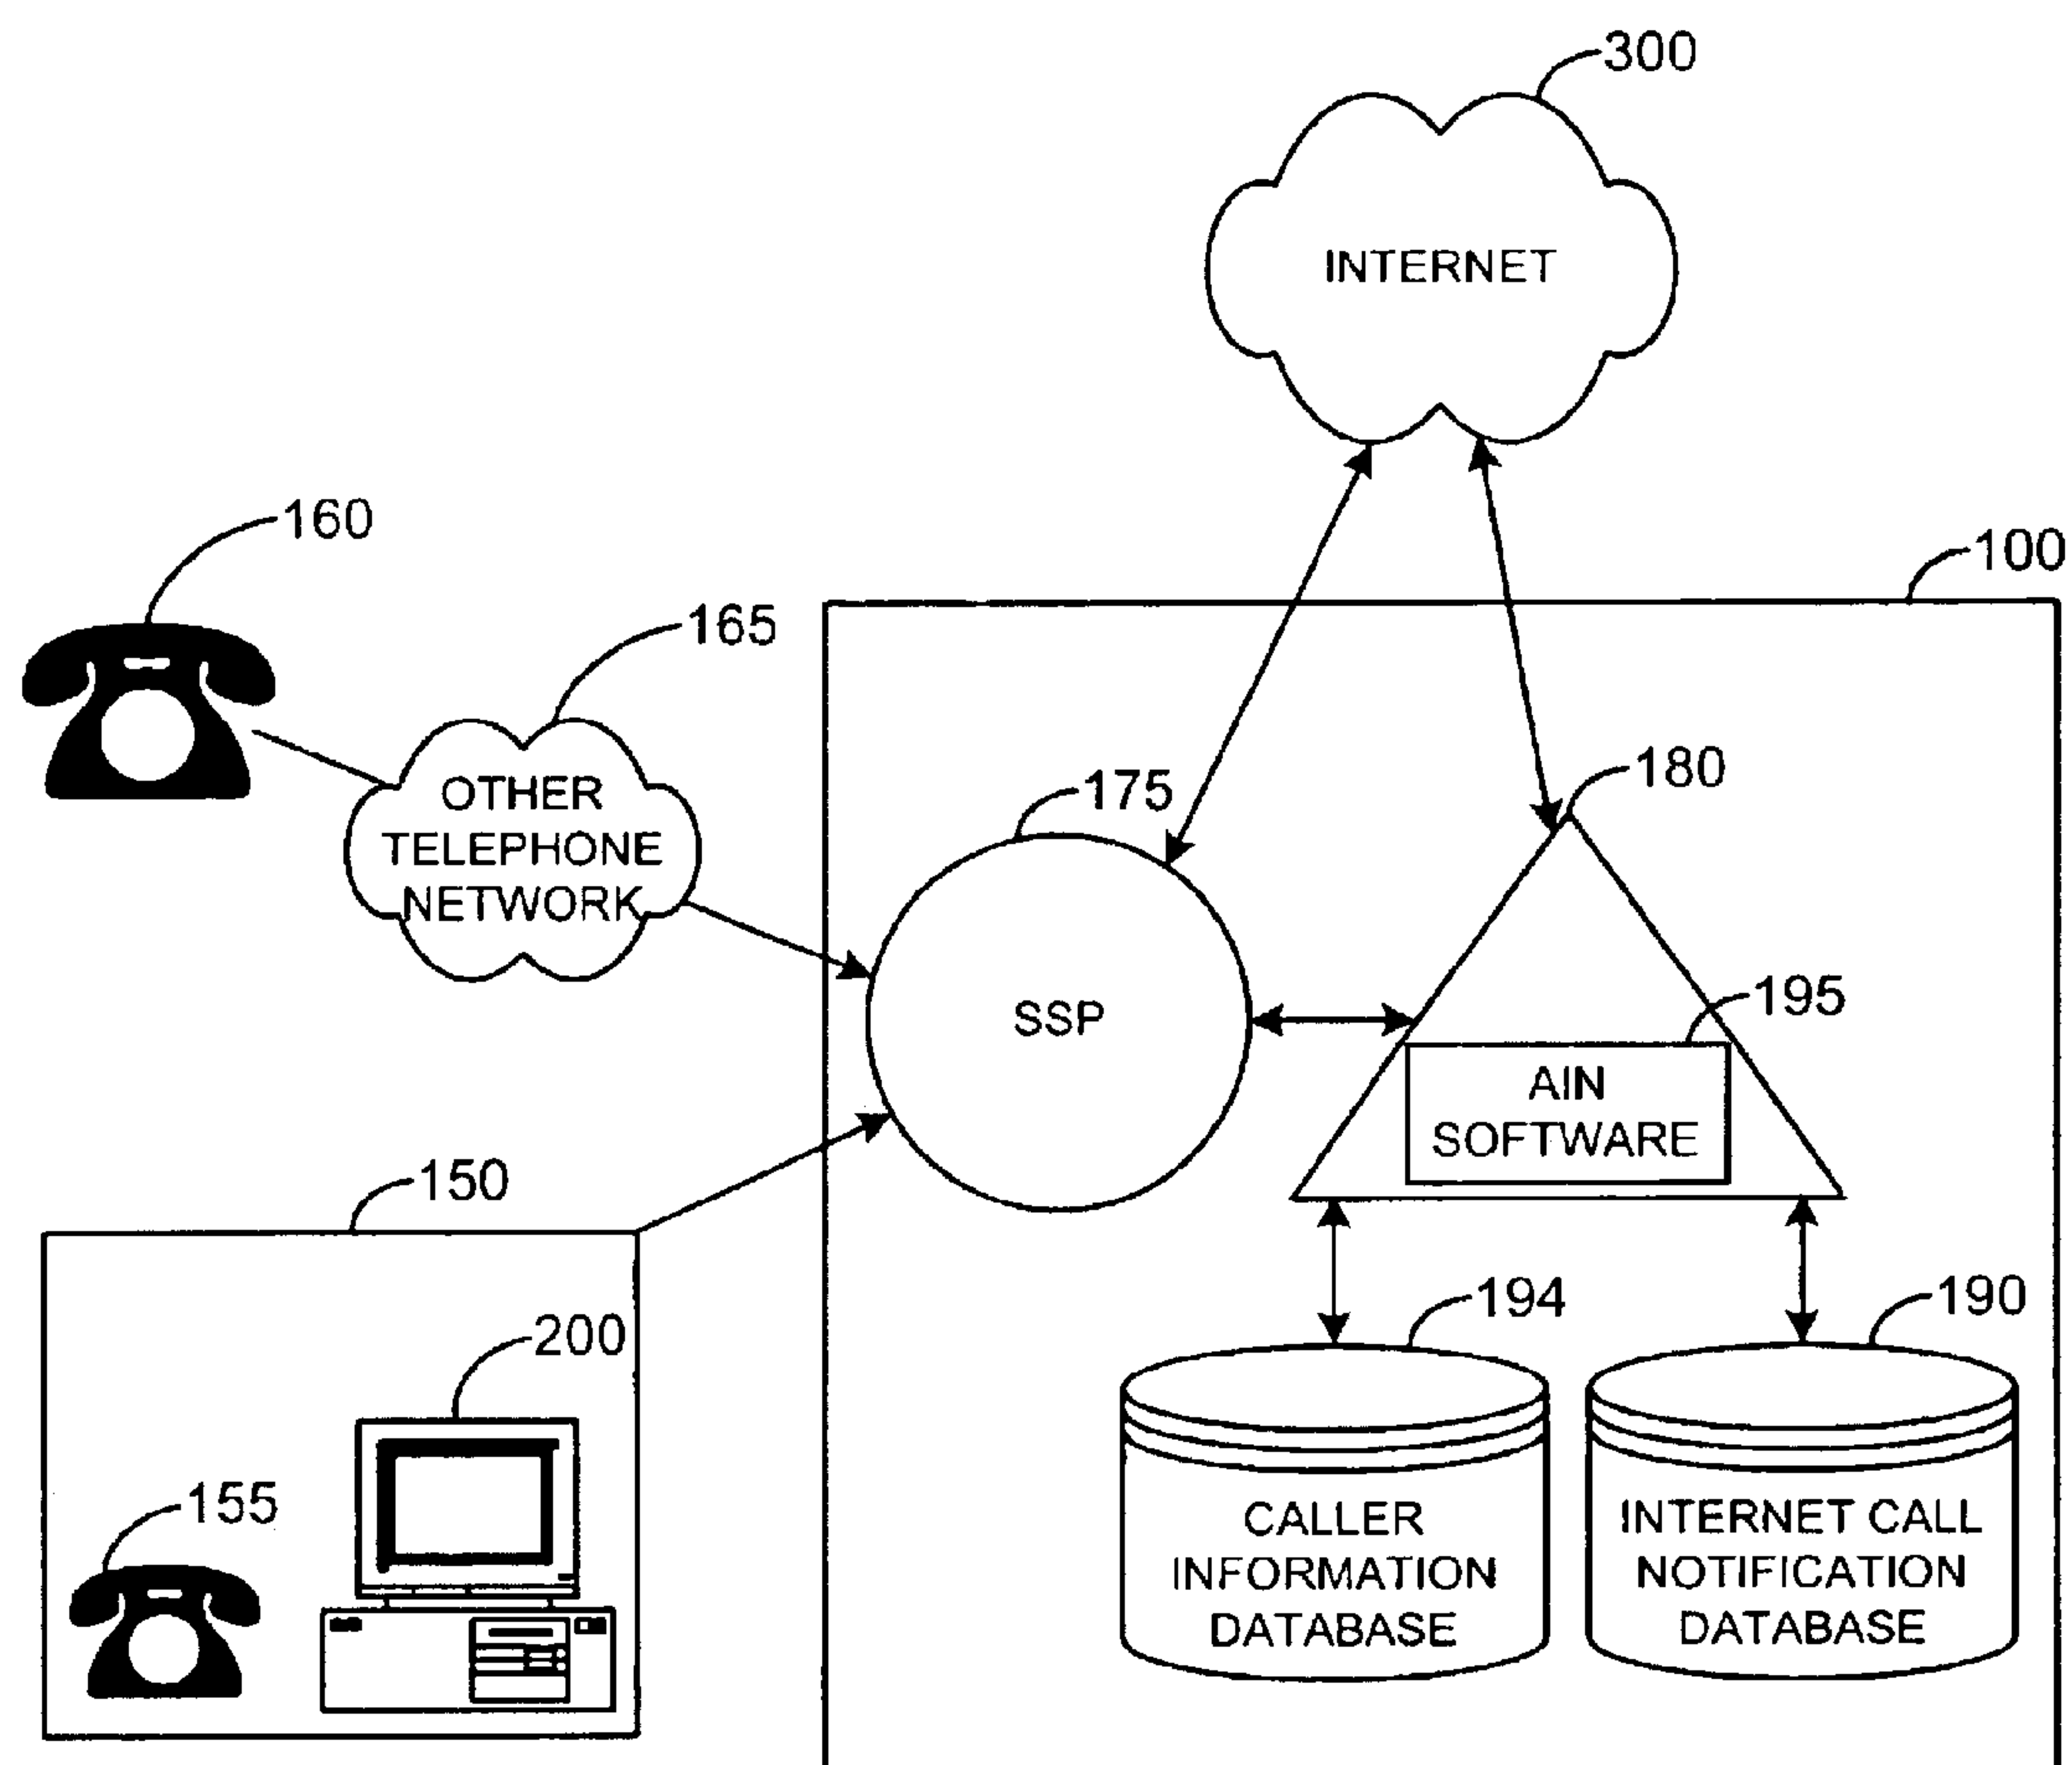 300
INTERNET
160
100
165
OTHER
TELEPHONE
NETWORK
180
175
195
SSP
AIN
SOFTWARE
150
194
190
200
155
CALLER
INFORMATION
DATABASE
INTERNET CALL
NOTIFICATION
DATABASE